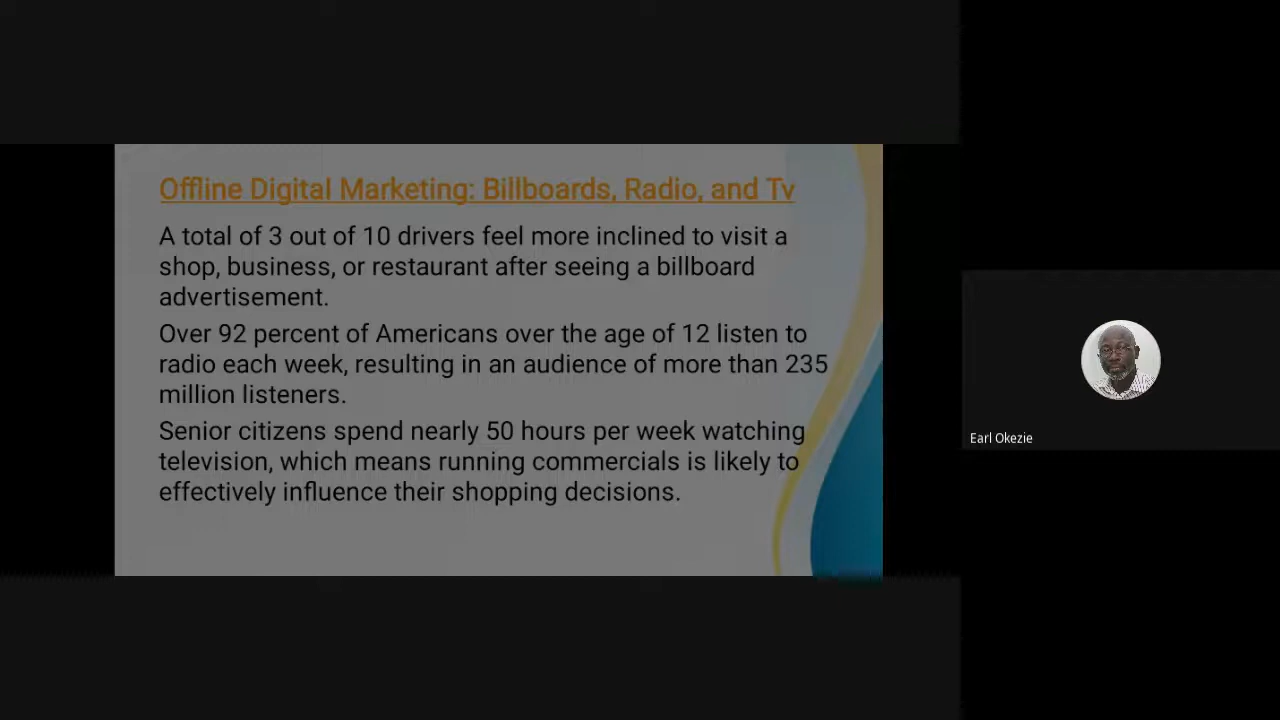 Offline Digital Marketing: Billboards, Radio, and Tv
A total of 3 out of 10 drivers feel more inclined to visit a
shop, business, or restaurant after seeing a billboard
advertisement.
Over 92 percent of Americans over the age of 12 listen to
radio each week, resulting in an audience of more than 235
million listeners.
Senior citizens spend nearly 50 hours per week watching
television, which means running commercials is likely to
effectively influence their shopping decisions.
Earl Okezie